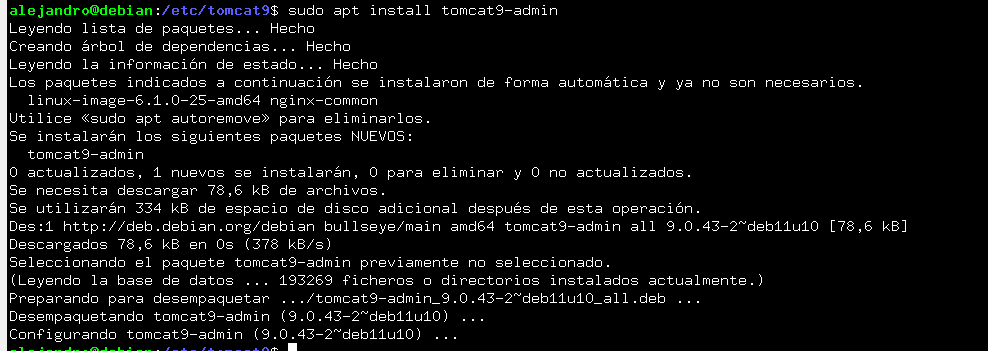 alejandro@debian:/etc/tomcat9$ sudo apt install tomcat9-admin
Leyendo lista de paquetes... Hecho
Creando árbol de dependencias... Hecho
Leyendo la información de estado... Hecho
Los paquetes indicados a continuación se instalaron de forma automática y ya no son necesarios.
  linux-image-6.1.0-25-amd64 nginx-common
Utilice «sudo apt autoremove» para eliminarlos.
Se instalarán los siguientes paquetes NUEVOS:
  tomcat9-admin
0 actualizados, 1 nuevos se instalarán, 0 para eliminar y 0 no actualizados.
Se necesita descargar 78,6 kB de archivos.
Se utilizarán 334 kB de espacio de disco adicional después de esta operación.
Des:1 http://deb.debian.org/debian bullseye/main amd64 tomcat9-admin all 9.0.43-2~deb11u10 [78,6 kB]
Descargados 78,6 kB en 0s (378 kB/s)
Seleccionando el paquete tomcat9-admin previamente no seleccionado.
(Leyendo la base de datos ... 193269 ficheros o directorios instalados actualmente.)
Preparando para desempaquetar .../tomcat9-admin_9.0.43-2~deb11u10_all.deb ...
Desempaquetando tomcat9-admin (9.0.43-2~deb11u10) ...
Configurando tomcat9-admin (9.0.43-2~deb11u10) ...
alejandro@debian:/etc/tomcat9$